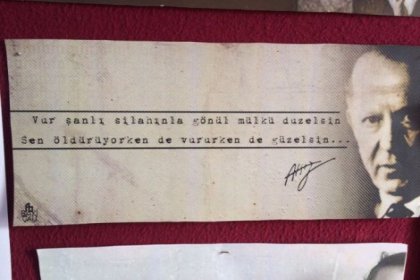 Vur şanlı silahınla gönül mülkü düzelsin
Sen öldürüyorken de vururken de güzelsin...